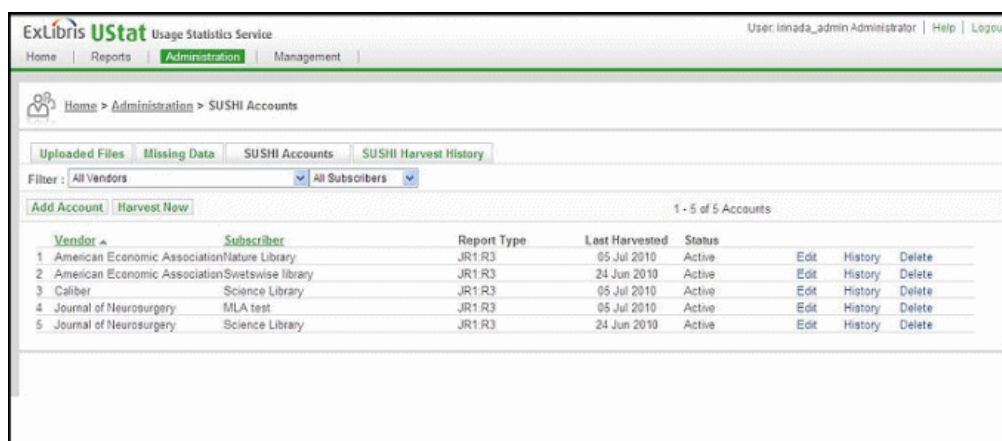 ExLibris UStat Usage Statistics Service
User: irinada_admin Administrator | Help | Logou
Home | Reports | Administration | Management |
Home > Administration > SUSHI Accounts
Uploaded Files Missing Data SUSHI Accounts SUSHI Harvest History
Filter : All Vendors All Subscribers
Add Account Harvest Now 1 - 5 of 5 Accounts
Vendor Subscriber Report Type Last Harvested Status
1 American Economic Association Nature Library JR1:R3 05 Jul 2010 Active Edit History Delete
2 American Economic Association Swetswise library JR1:R3 24 Jun 2010 Active Edit History Delete
3 Caliber Science Library JR1:R3 05 Jul 2010 Active Edit History Delete
4 Journal of Neurosurgery MLA test JR1:R3 05 Jul 2010 Active Edit History Delete
5 Journal of Neurosurgery Science Library JR1:R3 24 Jun 2010 Active Edit History Delete